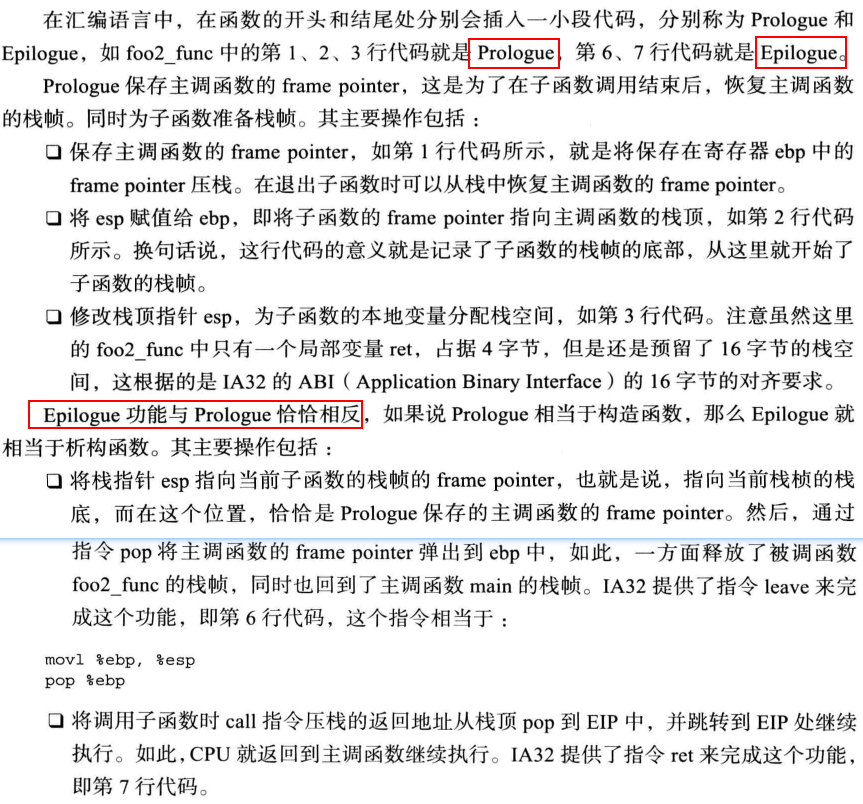 在汇编语言中，在函数的开头和结尾处分别会插入一小段代码，分别称为 Prologue 和
Epilogue，如 foo2_func 中的第 1、2、3 行代码就是 Prologue，第 6、7 行代码就是 Epilogue。
Prologue 保存主调函数的 frame pointer，这是为了在子函数调用结束后，恢复主调函数
的栈帧。同时为子函数准备栈帧。其主要操作包括：
❏ 保存主调函数的 frame pointer，如第 1 行代码所示，就是将保存在寄存器 ebp 中的
frame pointer 压栈。在退出子函数时可以从栈中恢复主调函数的 frame pointer。
❏ 将 esp 赋值给 ebp，即将子函数的 frame pointer 指向主调函数的栈顶，如第 2 行代码
所示。换句话说，这行代码的意义就是记录了子函数的栈帧的底部，从这里就开始了
子函数的栈帧。
❏ 修改栈顶指针 esp，为子函数的本地变量分配栈空间，如第 3 行代码。注意虽然这里
的 foo2_func 中只有一个局部变量 ret，占据 4 字节，但是还是预留了 16 字节的栈空
间，这根据的是 IA32 的 ABI（Application Binary Interface）的 16 字节的对齐要求。
Epilogue 功能与 Prologue 恰恰相反，如果说 Prologue 相当于构造函数，那么 Epilogue 就
相当于析构函数。其主要操作包括：
❏ 将栈指针 esp 指向当前子函数的栈帧的 frame pointer，也就是说，指向当前栈桢的栈
底，而在这个位置，恰恰是 Prologue 保存的主调函数的 frame pointer。然后，通过
指令 pop 将主调函数的 frame pointer 弹出到 ebp 中，如此，一方面释放了被调函数
foo2_func 的栈帧，同时也回到了主调函数 main 的栈帧。IA32 提供了指令 leave 来完
成这个功能，即第 6 行代码，这个指令相当于：
movl %ebp, %esp
pop %ebp
❏ 将调用子函数时 call 指令压栈的返回地址从栈顶 pop 到 EIP 中，并跳转到 EIP 处继续
执行。如此，CPU 就返回到主调函数继续执行。IA32 提供了指令 ret 来完成这个功能，
即第 7 行代码。